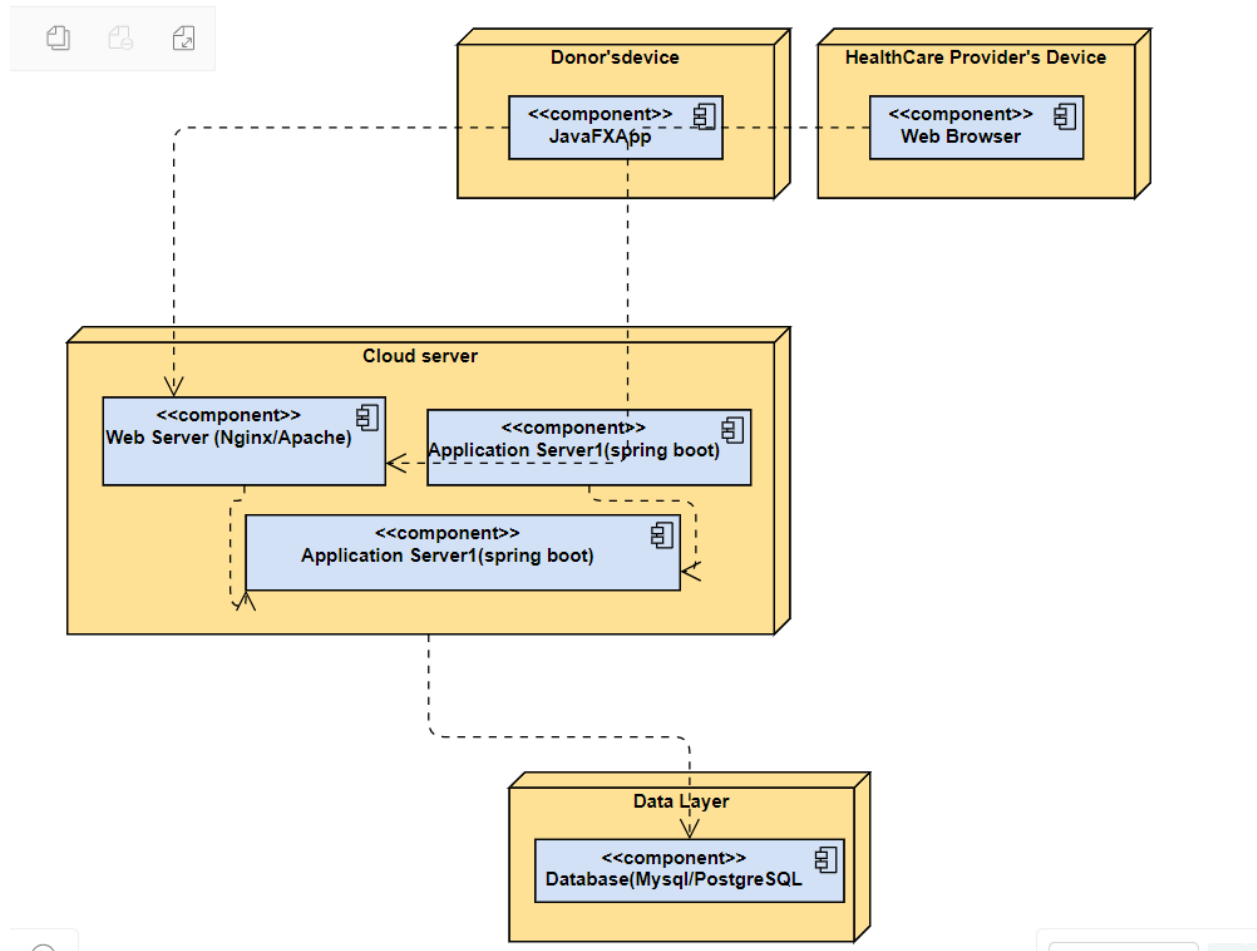 Donor'sdevice
<<component>>
JavaFXApp
HealthCare Provider's Device
<<component>>
Web Browser
Cloud server
<<component>>
Web Server (Nginx/Apache)
<<component>>
Application Server1(spring boot)
<<component>>
Application Server1(spring boot)
Data Layer
<<component>>
Database(Mysql/PostgreSQL